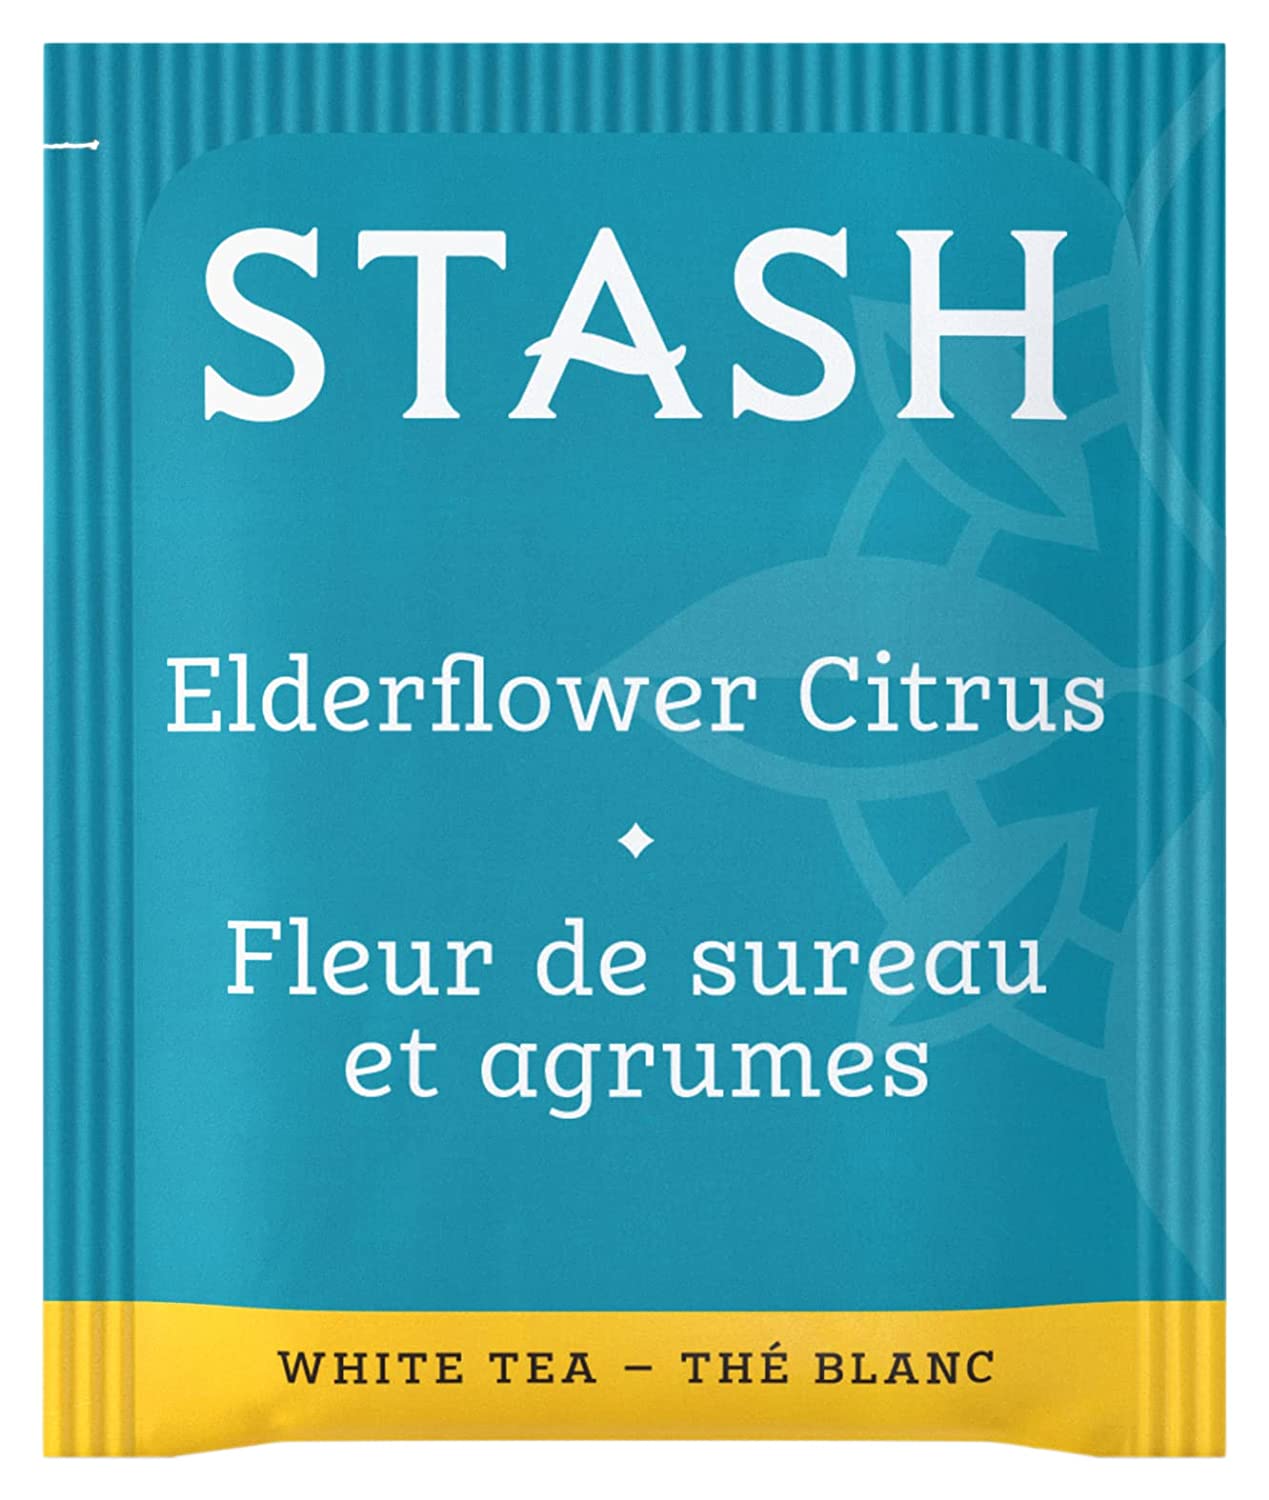 STASH
Elderflower Citrus
Fleur de sureau
et agrumes
WHITE TEA – THÉ BLANC